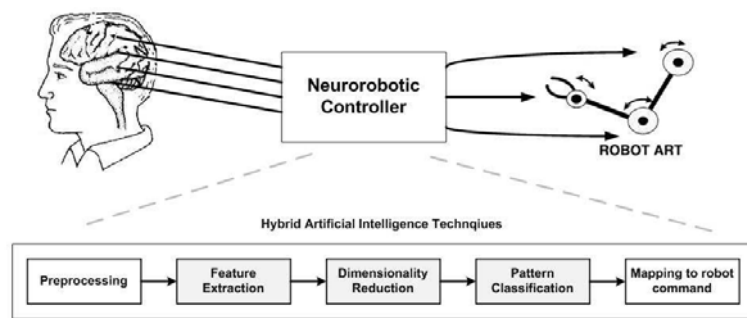 Neurorobotic
Controller
ROBOT ART
Hybrid Artificial Intelligence Technqiues
Preprocessing
Feature
Extraction
Dimensionality
Reduction
Pattern
Classification
Mapping to robot
command